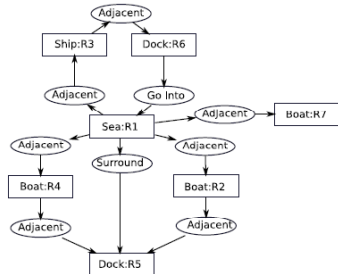 Adjacent
Ship:R3 Dock:R6
Adjacent Go Into
Adjacent Boat:R7
Sea:R1
Adjacent Surround Adjacent
Boat:R4 Boat:R2
Adjacent Adjacent
Dock:R5